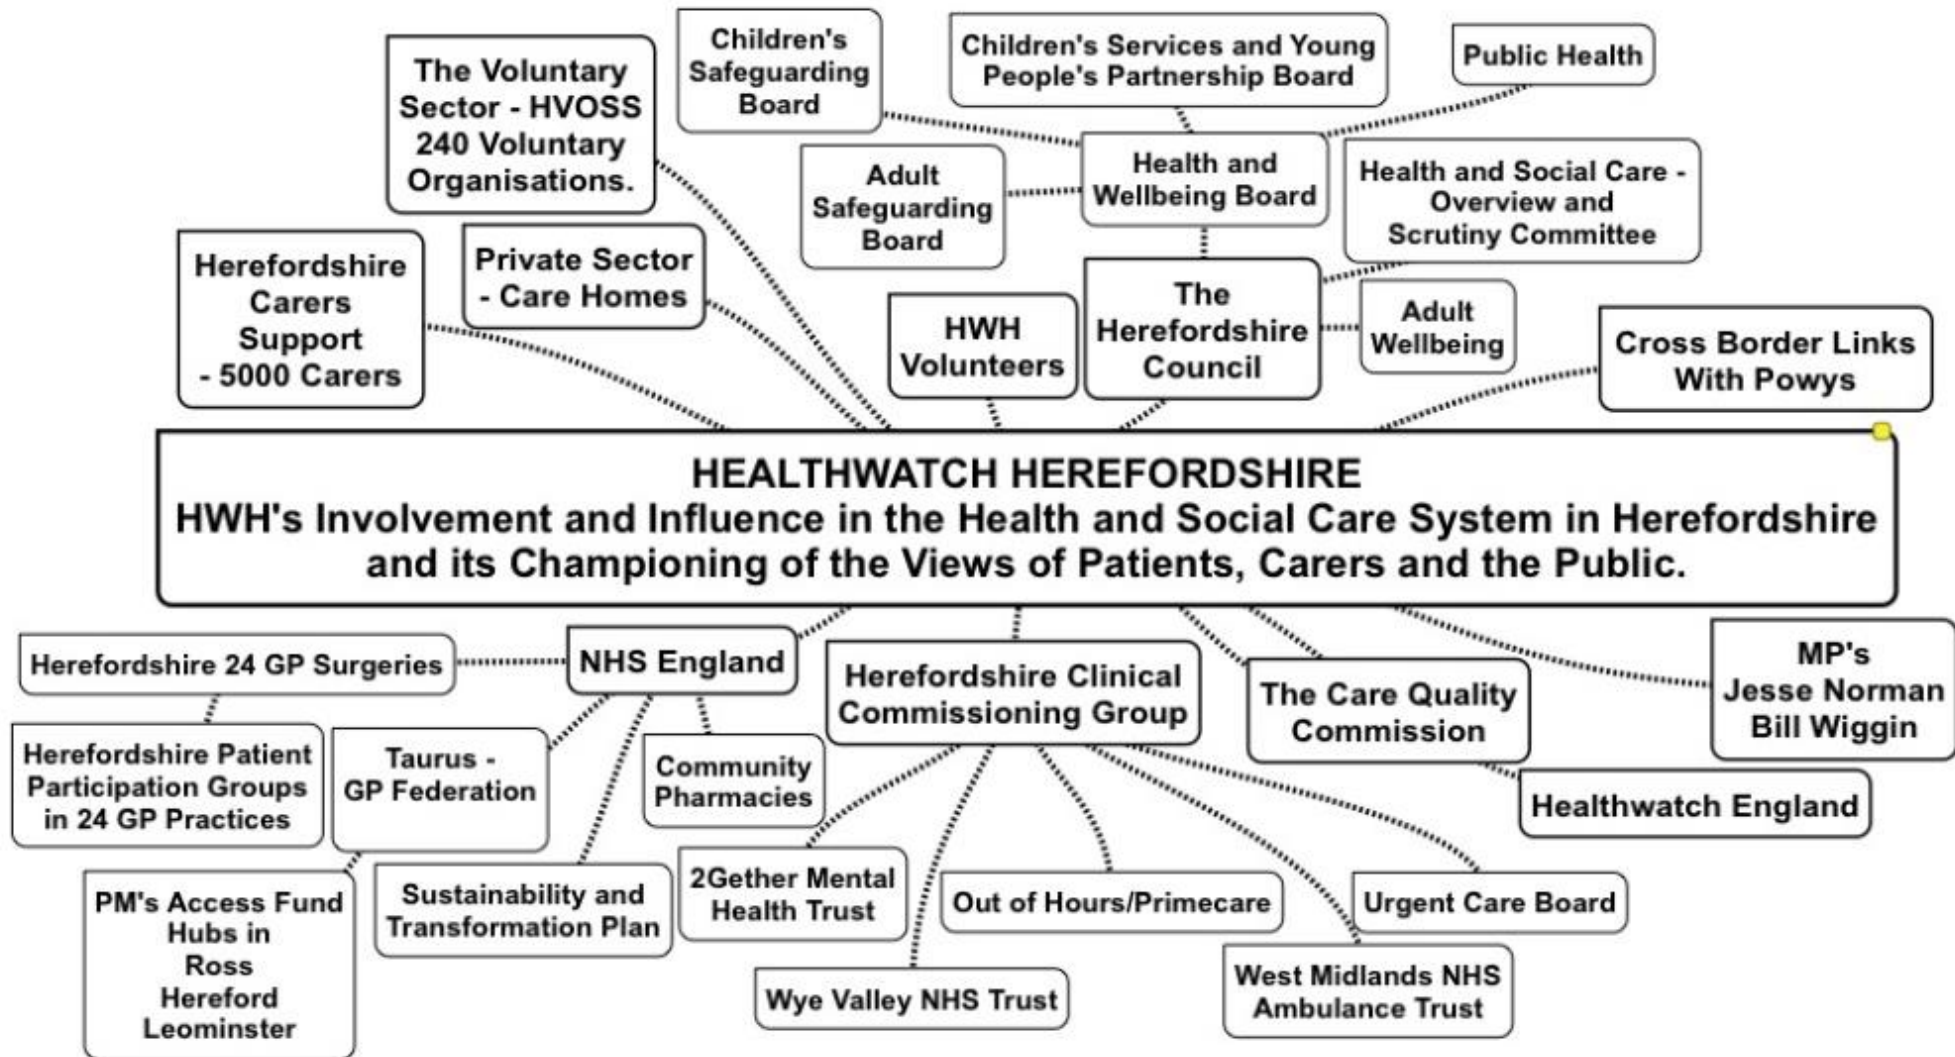 Children's
Safeguarding
Board
Children's Services and Young
People's Partnership Board
Public Health
The Voluntary
Sector - HVOSS
240 Voluntary
Organisations.
Adult
Safeguarding
Board
Health and
Wellbeing Board
Health and Social Care -
Overview and
Scrutiny Committee
Herefordshire
Carers
Support
- 5000 Carers
Private Sector
- Care Homes
HWH
Volunteers
The
Herefordshire
Council
Adult
Wellbeing
Cross Border Links
With Powys
HEALTHWATCH HEREFORDSHIRE
HWH's Involvement and Influence in the Health and Social Care System in Herefordshire
and its Championing of the Views of Patients, Carers and the Public.
Herefordshire 24 GP Surgeries
NHS England
Herefordshire Clinical
Commissioning Group
The Care Quality
Commission
MP's
Jesse Norman
Bill Wiggin
Herefordshire Patient
Participation Groups
in 24 GP Practices
Taurus -
GP Federation
Community
Pharmacies
Healthwatch England
PM's Access Fund
Hubs in
Ross
Hereford
Leominster
Sustainability and
Transformation Plan
2Gether Mental
Health Trust
Out of Hours/Primecare
Urgent Care Board
Wye Valley NHS Trust
West Midlands NHS
Ambulance Trust